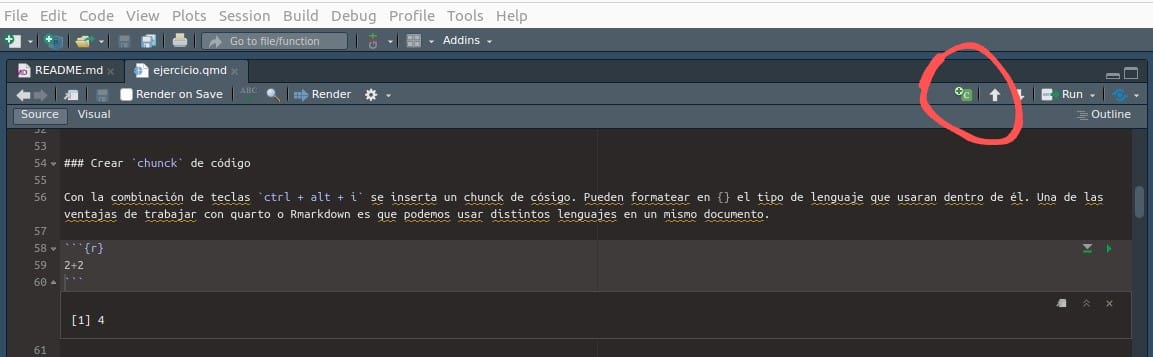 File Edit Code View Plots Session Build Debug Profile Tools Help
Go to file/function Addins
README.md ejercicio.qmd
Render on Save ABC Render C Run
Source Visual Outline
52
53
54 ### Crear `chunck` de código
55
56 Con la combinación de teclas `ctrl + alt + i` se inserta un chunck de cósigo. Pueden formatear en {} el tipo de lenguaje que usaran dentro de él. Una de las
ventajas de trabajar con quarto o Rmarkdown es que podemos usar distintos lenguajes en un mismo documento.
57
58 ```{r}
59 2+2
60 ```
[1] 4
61